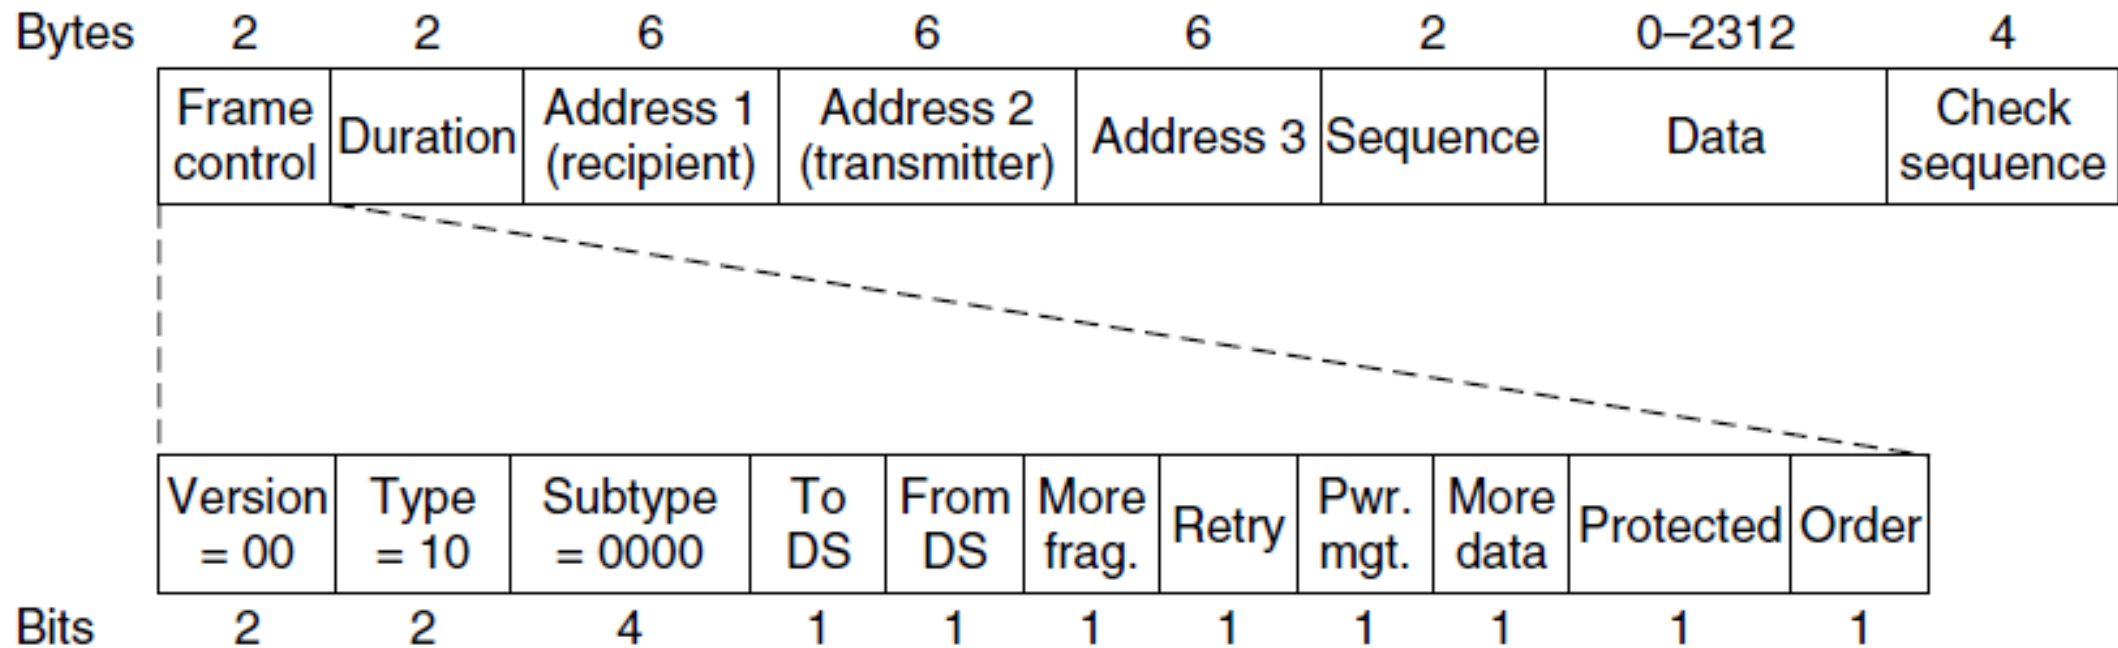 Bytes 2 2 6 6 6 2 0–2312 4
Frame control Duration Address 1 (recipient) Address 2 (transmitter) Address 3 Sequence Data Check sequence
Version = 00 Type = 10 Subtype = 0000 To DS From DS More frag. Retry Pwr. mgt. More data Protected Order
Bits 2 2 4 1 1 1 1 1 1 1 1